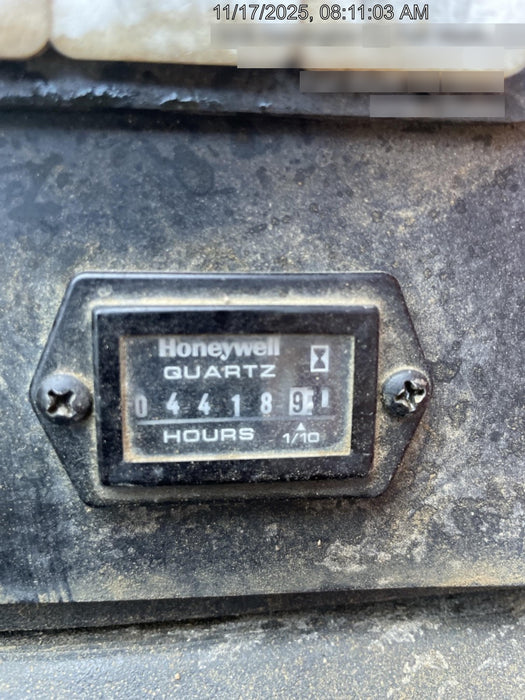 11/17/2025, 08:11:03 AM
Honeywell
QUARTZ
0 4 4 1 8 9
HOURS 1/10